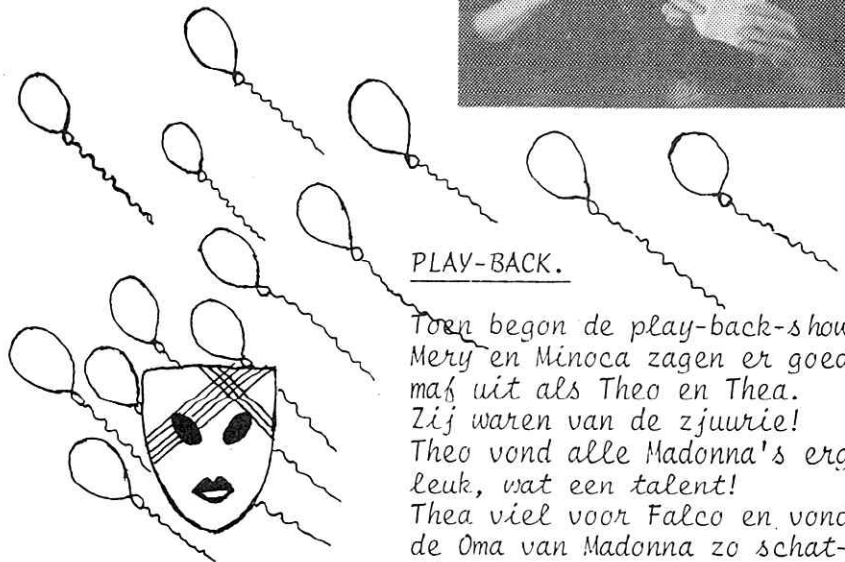 PLAY-BACK.
Toen begon de play-back-show
Mery en Minoca zagen er goed
maf uit als Theo en Thea.
Zij waren van de zjuurie!
Theo vond alle Madonna's erg
leuk, wat een talent!
Thea viel voor Falco en vond
de Oma van Madonna zo schat-